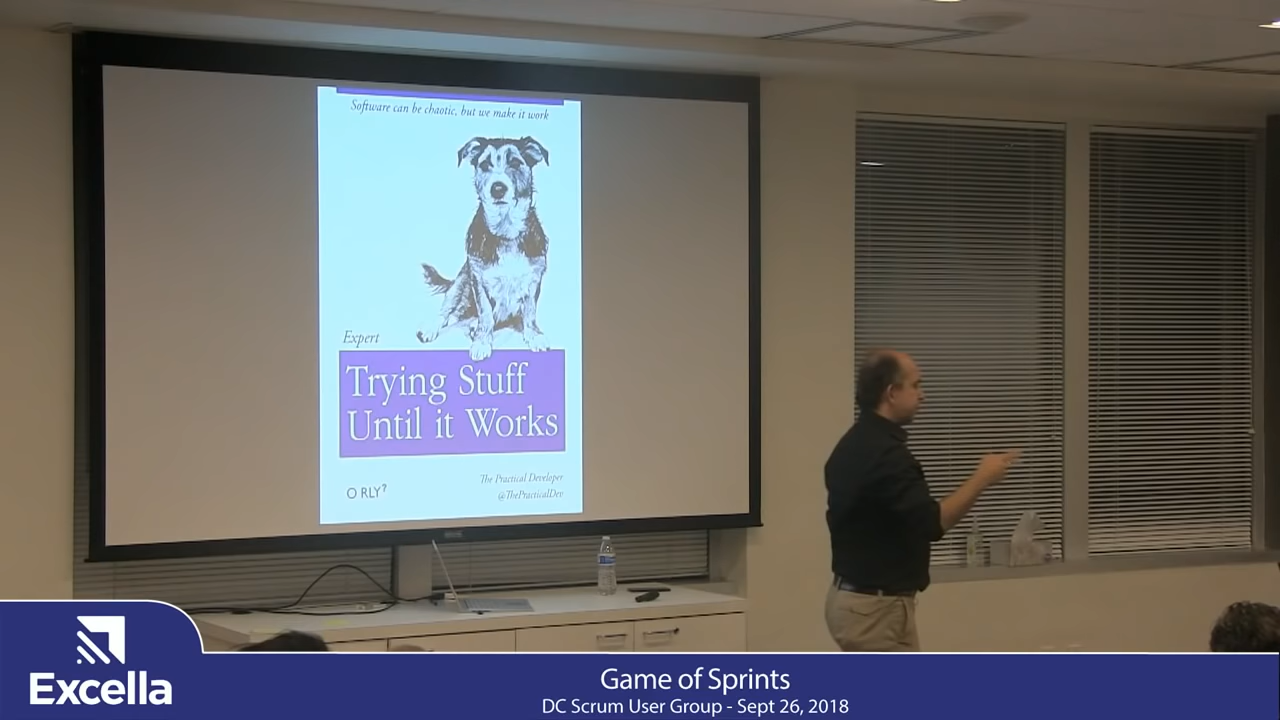 Software can be chaotic, but we make it work
Expert
Trying Stuff
Until it Works
The Practical Developer
@ThePracticalDev
O RLY?
Excella
Game of Sprints
DC Scrum User Group - Sept 26, 2018